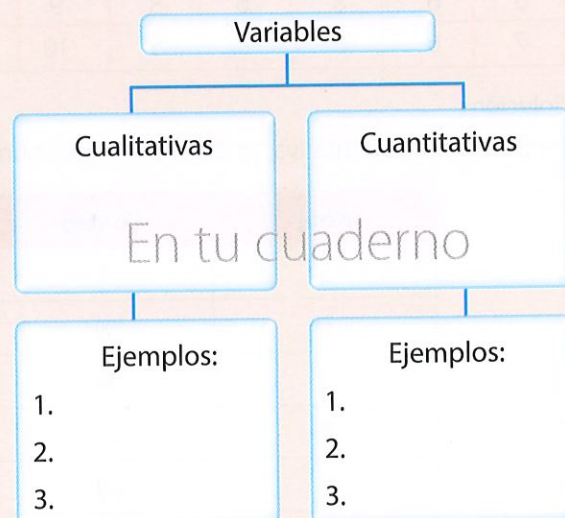 Variables
Cualitativas
Cuantitativas
En tu cuaderno
Ejemplos:
1.
2.
3.
Ejemplos:
1.
2.
3.